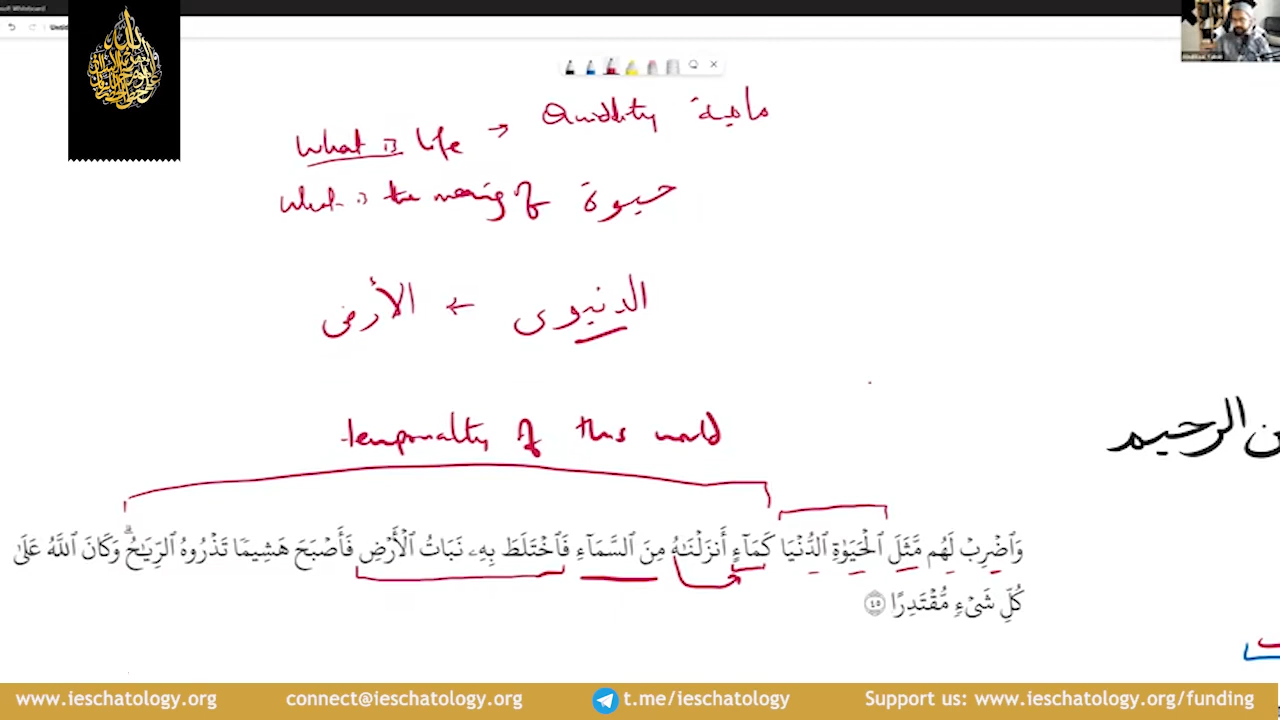 Quiddity ماهية
What is life →
What is the meaning of حيوة
الدنيوى ← الأرض
temporality of this world
ن الرحيم
وَٱضْرِبْ لَهُم مَّثَلَ ٱلْحَيَوٰةِ ٱلدُّنْيَا كَمَآءٍ أَنزَلْنَـٰهُ مِنَ ٱلسَّمَآءِ فَٱخْتَلَطَ بِهِۦ نَبَاتُ ٱلْأَرْضِ فَأَصْبَحَ هَشِيمًا تَذْرُوهُ ٱلرِّيَـٰحُ ۗ وَكَانَ ٱللَّهُ عَلَىٰ
كُلِّ شَىْءٍ مُّقْتَدِرًا ٤٥
www.ieschatology.org connect@ieschatology.org t.me/ieschatology Support us: www.ieschatology.org/funding